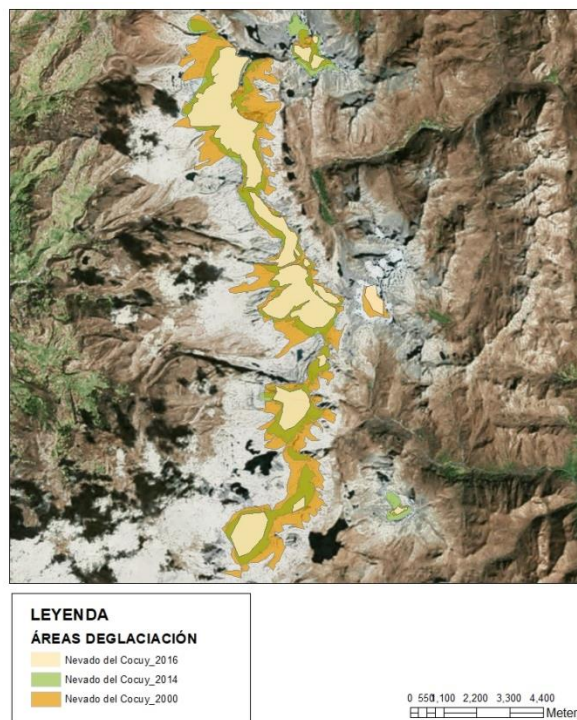 LEYENDA
ÁREAS DEGLACIACIÓN
Nevado del Cocuy_2016
Nevado del Cocuy_2014
Nevado del Cocuy_2000
0 550 1,100 2,200 3,300 4,400
Meter